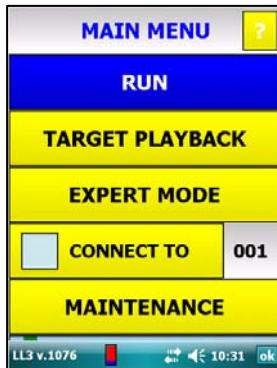 MAIN MENU ?
RUN
TARGET PLAYBACK
EXPERT MODE
CONNECT TO 001
MAINTENANCE
LL3 v.1076 10:31 ok